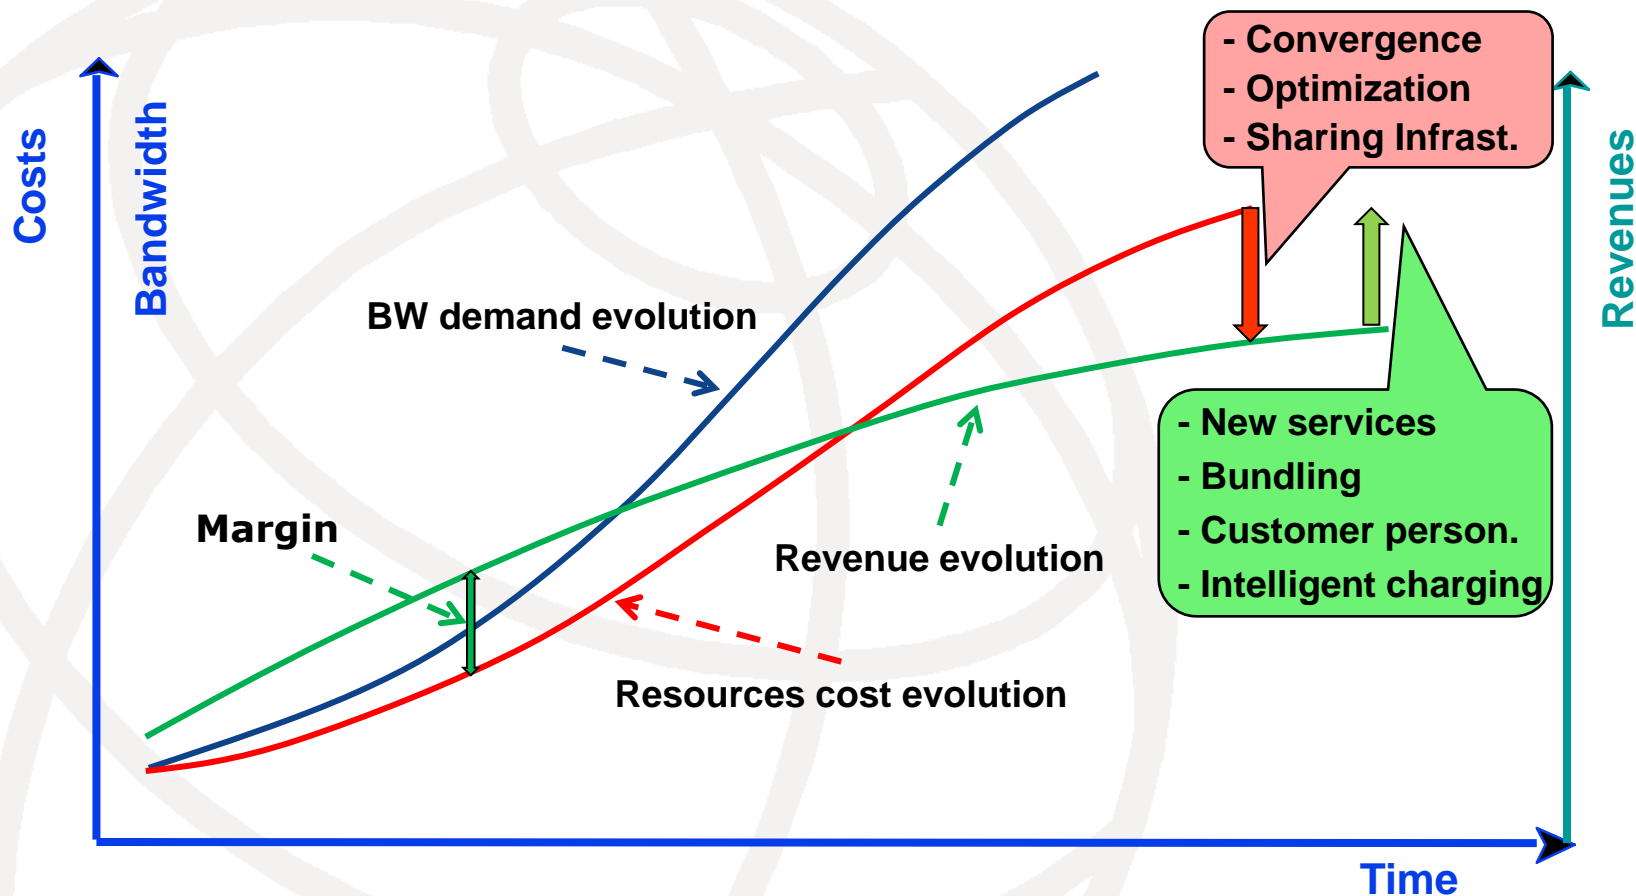 Costs
Bandwidth
- Convergence
- Optimization
- Sharing Infrast.
Revenues
BW demand evolution
- New services
- Bundling
- Customer person.
- Intelligent charging
Margin
Revenue evolution
Resources cost evolution
Time